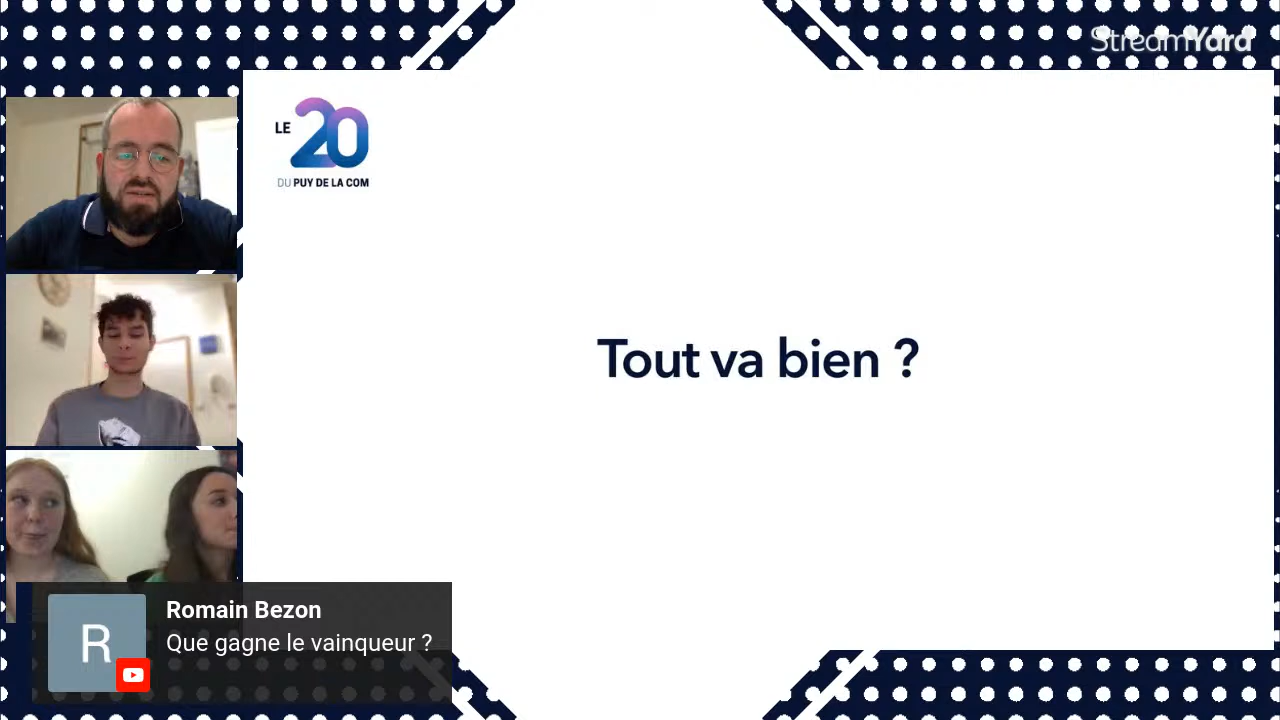 StreamYard
LE 20
DU PUY DE LA COM
Tout va bien ?
R
Romain Bezon
Que gagne le vainqueur ?